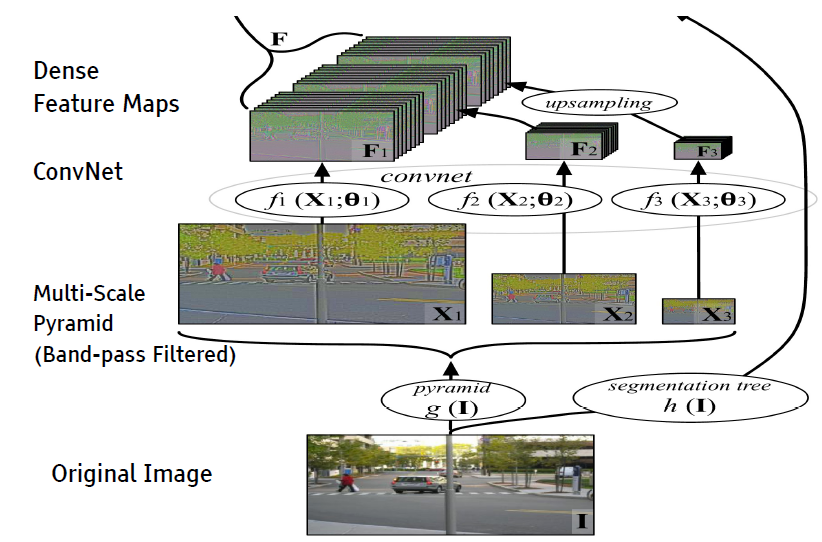 F
Dense
Feature Maps
upsampling
F1
F2
F3
ConvNet
convnet
f1 (X1;θ1)
f2 (X2;θ2)
f3 (X3;θ3)
Multi-Scale
Pyramid
(Band-pass Filtered)
X1
X2
X3
pyramid
g (I)
segmentation tree
h (I)
Original Image
I